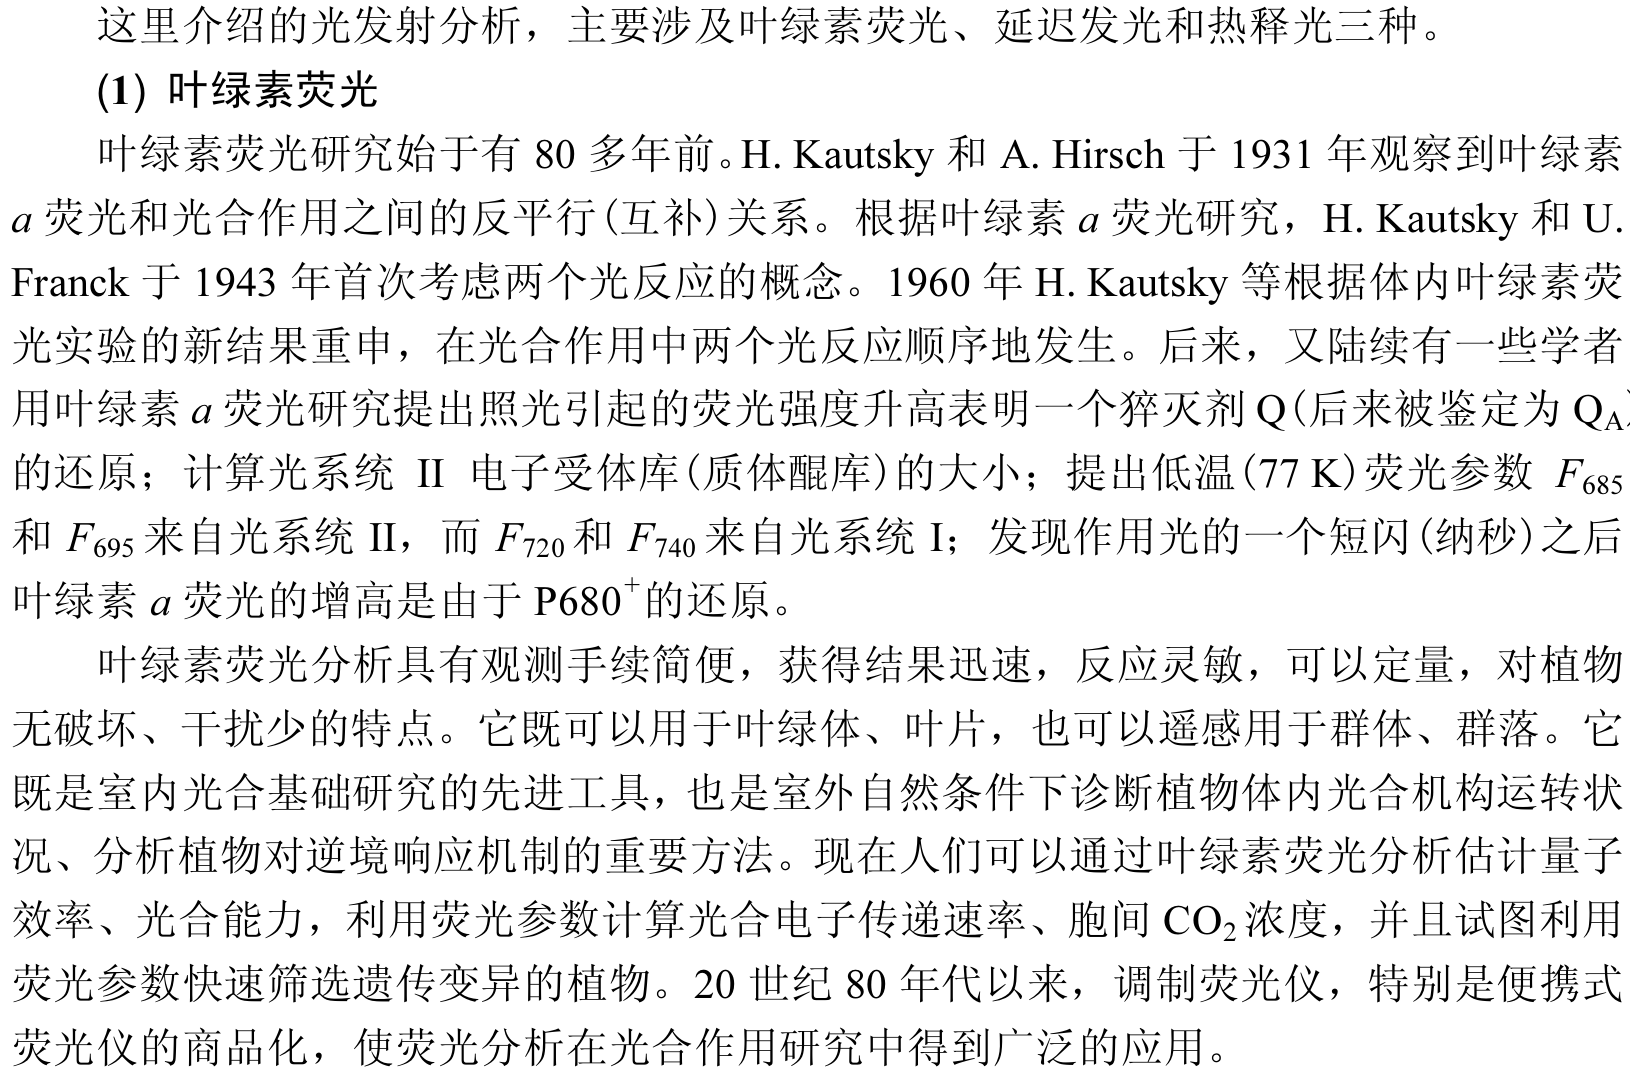 这里介绍的光发射分析，主要涉及叶绿素荧光、延迟发光和热释光三种。
(1) 叶绿素荧光
叶绿素荧光研究始于有 80 多年前。H. Kautsky 和 A. Hirsch 于 1931 年观察到叶绿素
a 荧光和光合作用之间的反平行(互补)关系。根据叶绿素 a 荧光研究，H. Kautsky 和 U.
Franck 于 1943 年首次考虑两个光反应的概念。1960 年 H. Kautsky 等根据体内叶绿素荧
光实验的新结果重申，在光合作用中两个光反应顺序地发生。后来，又陆续有一些学者
用叶绿素 a 荧光研究提出照光引起的荧光强度升高表明一个猝灭剂 Q(后来被鉴定为 QA)
的还原；计算光系统 II 电子受体库(质体醌库)的大小；提出低温(77 K)荧光参数 F685
和 F695 来自光系统 II，而 F720 和 F740 来自光系统 I；发现作用光的一个短闪(纳秒)之后
叶绿素 a 荧光的增高是由于 P680+的还原。
叶绿素荧光分析具有观测手续简便，获得结果迅速，反应灵敏，可以定量，对植物
无破坏、干扰少的特点。它既可以用于叶绿体、叶片，也可以遥感用于群体、群落。它
既是室内光合基础研究的先进工具，也是室外自然条件下诊断植物体内光合机构运转状
况、分析植物对逆境响应机制的重要方法。现在人们可以通过叶绿素荧光分析估计量子
效率、光合能力，利用荧光参数计算光合电子传递速率、胞间 CO2 浓度，并且试图利用
荧光参数快速筛选遗传变异的植物。20 世纪 80 年代以来，调制荧光仪，特别是便携式
荧光仪的商品化，使荧光分析在光合作用研究中得到广泛的应用。